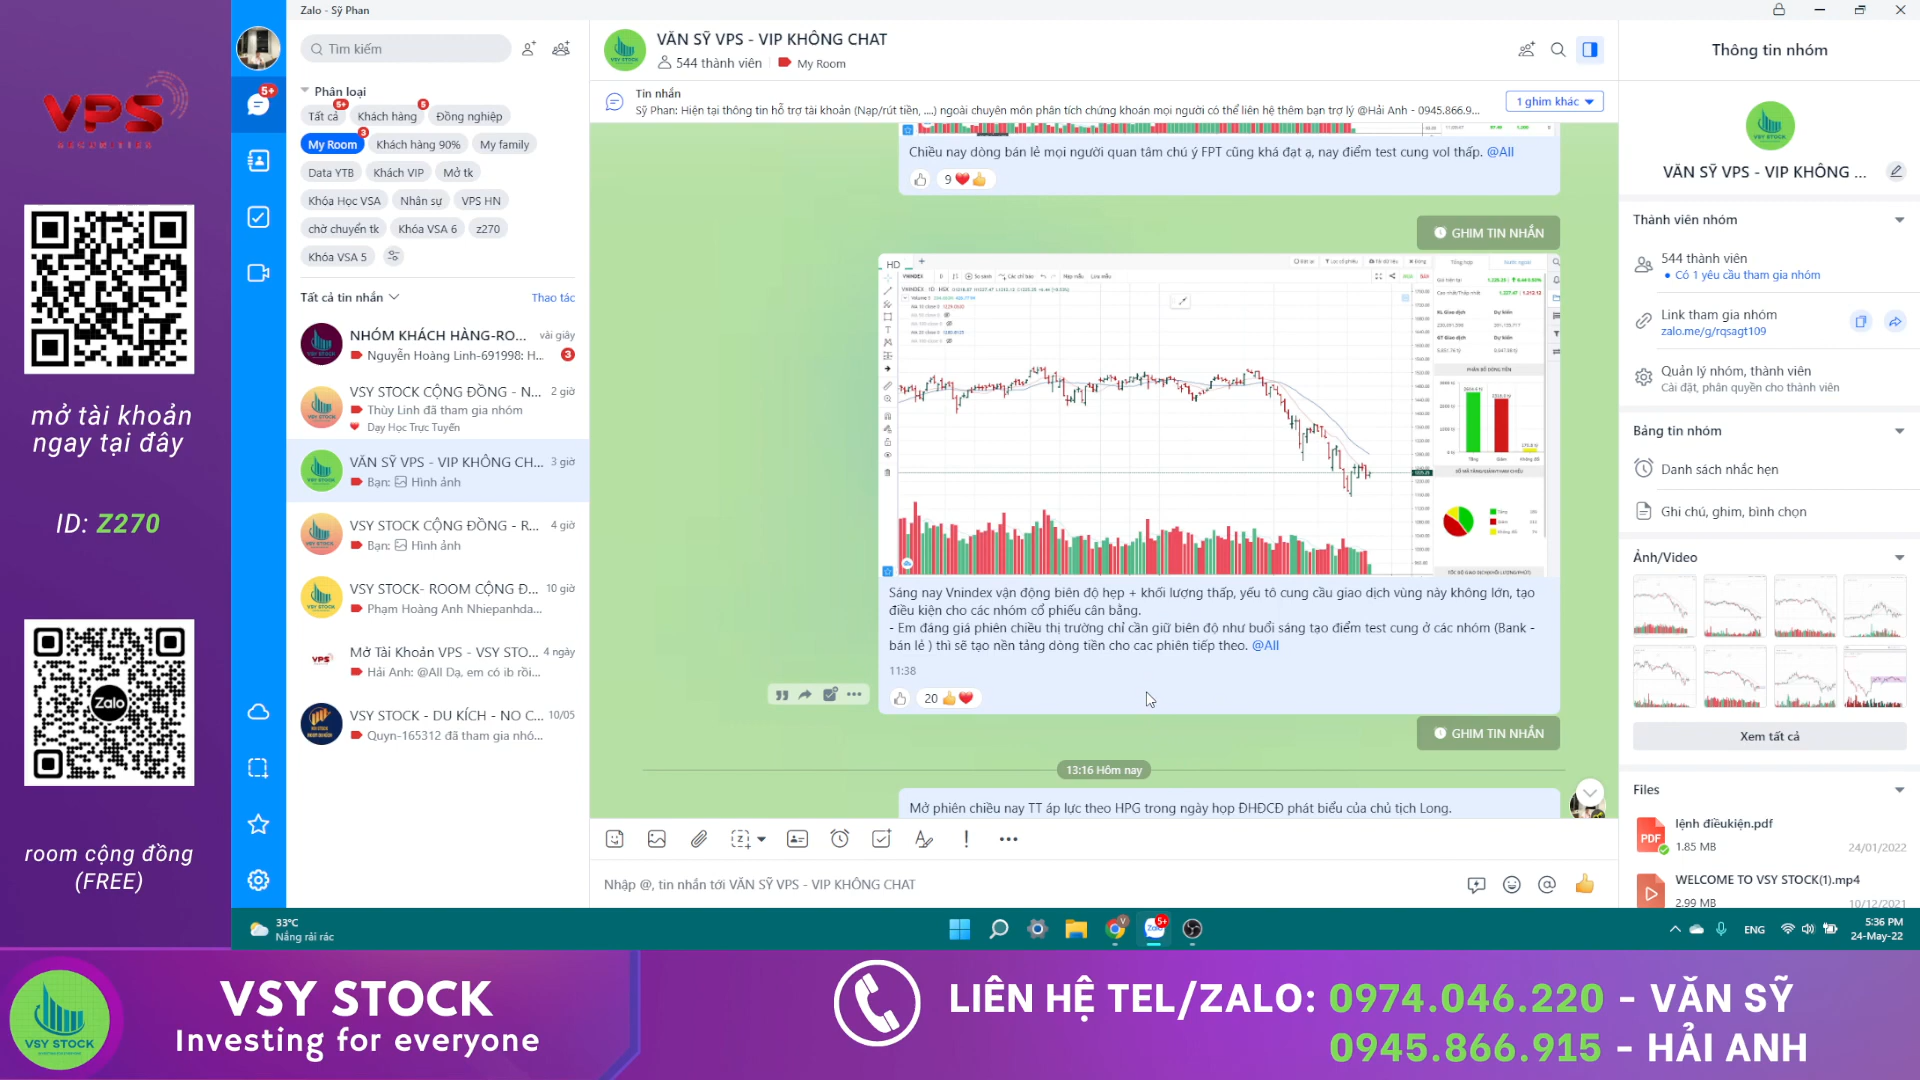 VPS
SECURITIES
mở tài khoản
ngay tại đây
ID: Z270
Zalo
room cộng đồng
(FREE)
Zalo - Sỹ Phan
Tìm kiếm
Phân loại
Tất cả 5+
Khách hàng 5
Đồng nghiệp
My Room 3
Khách hàng 90%
My family
Data YTB
Khách VIP
Mở tk
Khóa Học VSA
Nhân sự
VPS HN
chờ chuyển tk
Khóa VSA 6
z270
Khóa VSA 5
Tất cả tin nhắn
Thao tác
NHÓM KHÁCH HÀNG-RO... vài giây
Nguyễn Hoàng Linh-691998: H... 3
VSY STOCK CỘNG ĐỒNG - N... 2 giờ
Thùy Linh đã tham gia nhóm
Dạy Học Trực Tuyến
VĂN SỸ VPS - VIP KHÔNG CH... 3 giờ
Bạn: Hình ảnh
VSY STOCK CỘNG ĐỒNG - R... 4 giờ
Bạn: Hình ảnh
VSY STOCK- ROOM CỘNG Đ... 10 giờ
Phạm Hoàng Anh Nhiepanhda...
Mở Tài Khoản VPS - VSY STO... 4 ngày
Hải Anh: @All Dạ, em có ib rồi...
VSY STOCK - DU KÍCH - NO C... 10/05
Quyn-165312 đã tham gia nhó...
VĂN SỸ VPS - VIP KHÔNG CHAT
544 thành viên
My Room
Tin nhắn
Sỹ Phan: Hiện tại thông tin hỗ trợ tài khoản (Nạp/rút tiền, ....) ngoài chuyên môn phân tích chứng khoán mọi người có thể liên hệ thêm bạn trợ lý @Hải Anh - 0945.866.9...
1 ghim khác
Chiều nay dòng bán lẻ mọi người quan tâm chú ý FPT cũng khá đạt ạ, nay điểm test cung vol thấp. @All
9
GHIM TIN NHẮN
HD
VNINDEX
Sáng nay Vnindex vận động biên độ hẹp + khối lượng thấp, yếu tô cung cầu giao dịch vùng này không lớn, tạo
điều kiện cho các nhóm cổ phiếu cân bằng.
- Em đáng giá phiên chiều thị trường chỉ cần giữ biên độ như buổi sáng tạo điểm test cung ở các nhóm (Bank -
bán lẻ ) thì sẽ tạo nền tảng dòng tiền cho cac phiên tiếp theo. @All
11:38
20
GHIM TIN NHẮN
13:16 Hôm nay
Mở phiên chiều nay TT áp lực theo HPG trong ngày họp ĐHĐCĐ phát biểu của chủ tịch Long.
Nhập @, tin nhắn tới VĂN SỸ VPS - VIP KHÔNG CHAT
Thông tin nhóm
VSY STOCK
VĂN SỸ VPS - VIP KHÔNG ...
Thành viên nhóm
544 thành viên
Có 1 yêu cầu tham gia nhóm
Link tham gia nhóm
zalo.me/g/rqsagt109
Quản lý nhóm, thành viên
Cài đặt, phân quyền cho thành viên
Bảng tin nhóm
Danh sách nhắc hẹn
Ghi chú, ghim, bình chọn
Ảnh/Video
Xem tất cả
Files
PDF
lệnh điềukiện.pdf
1.85 MB
24/01/2022
WELCOME TO VSY STOCK(1).mp4
2.99 MB
10/12/2021
33°C
Nắng rải rác
ENG
5:36 PM
24-May-22
VSY STOCK
VSY STOCK
Investing for everyone
LIÊN HỆ TEL/ZALO: 0974.046.220 - VĂN SỸ
0945.866.915 - HẢI ANH